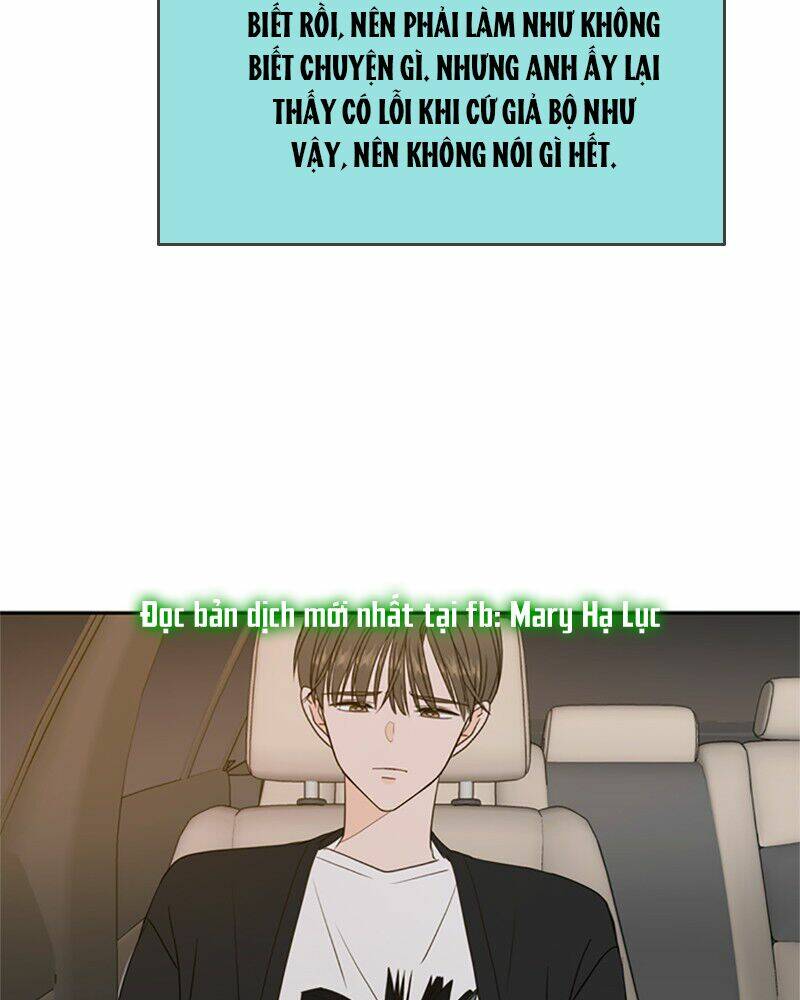 BIẾT RỒI, NÊN PHẢI LÀM NHƯ KHÔNG
BIẾT CHUYỆN GÌ. NHƯNG ANH ẤY LẠI
THẤY CÓ LỖI KHI CỨ GIẢ BỘ NHƯ
VẬY, NÊN KHÔNG NÓI GÌ HẾT.
Đọc bản dịch mới nhất tại fb: Mary Hạ Lục